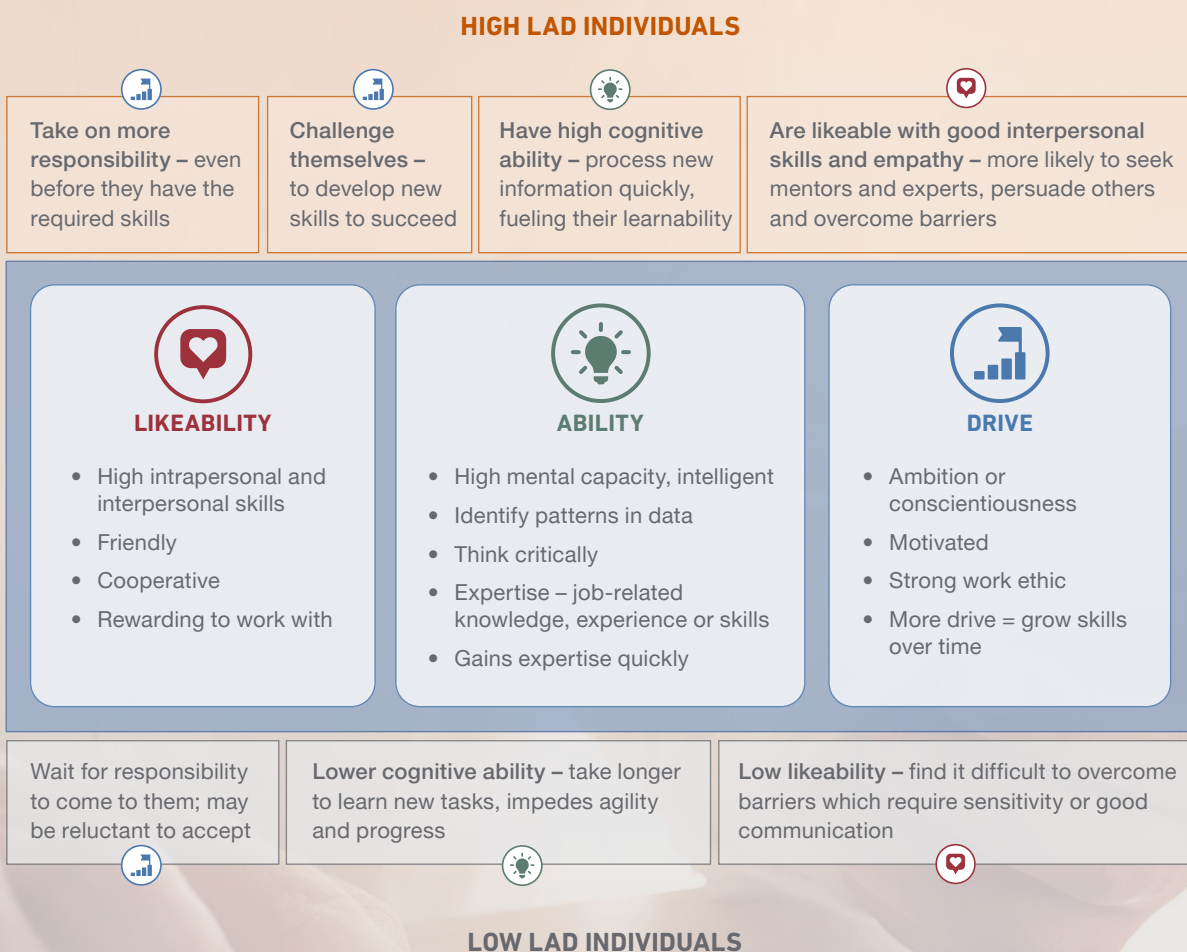 HIGH LAD INDIVIDUALS
Take on more
responsibility – even
before they have the
required skills
Challenge
themselves –
to develop new
skills to succeed
Have high cognitive
ability – process new
information quickly,
fueling their learnability
Are likeable with good interpersonal
skills and empathy – more likely to seek
mentors and experts, persuade others
and overcome barriers
LIKEABILITY
• High intrapersonal and
interpersonal skills
• Friendly
• Cooperative
• Rewarding to work with
ABILITY
• High mental capacity, intelligent
• Identify patterns in data
• Think critically
• Expertise – job-related
knowledge, experience or skills
• Gains expertise quickly
DRIVE
• Ambition or
conscientiousness
• Motivated
• Strong work ethic
• More drive = grow skills
over time
Wait for responsibility
to come to them; may
be reluctant to accept
Lower cognitive ability – take longer
to learn new tasks, impedes agility
and progress
Low likeability – find it difficult to overcome
barriers which require sensitivity or good
communication
LOW LAD INDIVIDUALS